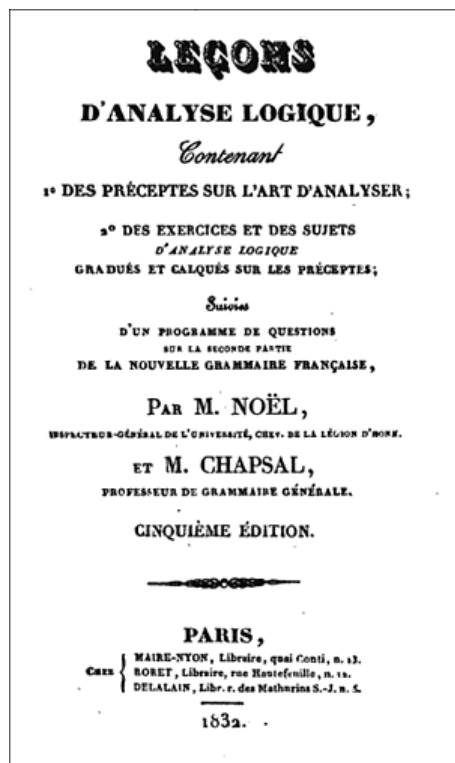 LEÇONS
D'ANALYSE LOGIQUE,
Contenant
1º DES PRÉCEPTES SUR L'ART D'ANALYSER;
2º DES EXERCICES ET DES SUJETS
D'ANALYSE LOGIQUE
GRADUÉS ET CALQUÉS SUR LES PRÉCEPTES;
Suivies
D'UN PROGRAMME DE QUESTIONS
SUR LA SECONDE PARTIE
DE LA NOUVELLE GRAMMAIRE FRANÇAISE,
PAR M. NOËL,
INSPECTEUR-GÉNÉRAL DE L'UNIVERSITÉ, CHEV. DE LA LÉGION D'HONN.
ET M. CHAPSAL,
PROFESSEUR DE GRAMMAIRE GÉNÉRALE.
CINQUIÈME ÉDITION.
PARIS,
CHEZ
MAIRE-NYON, Libraire, quai Conti, n. 13.
RORET, Libraire, rue Hautefeuille, n. 12.
DELALAIN, Libr. r. des Mathurins S.-J. n. 5.
1832.